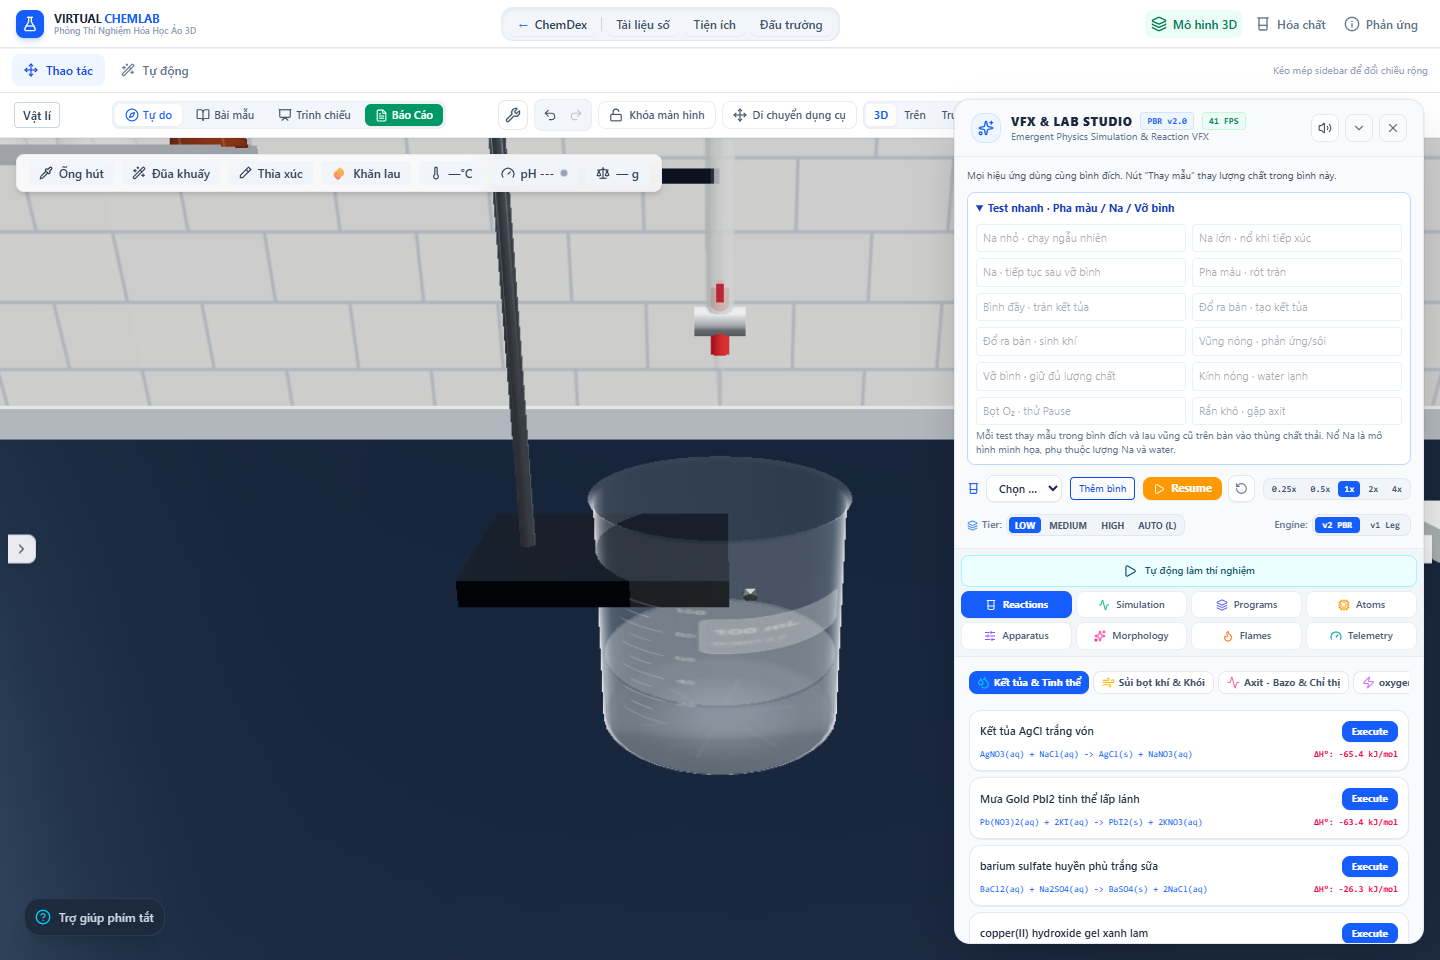 VIRTUAL CHEMLAB
Phòng Thí Nghiệm Hóa Học Ảo 3D
← ChemDex
Tài liệu số
Tiện ích
Đấu trường
Mô hình 3D
Hóa chất
Phản ứng
Thao tác
Tự động
Kéo mép sidebar để đổi chiều rộng
Vật lí
Tự do
Bài mẫu
Trình chiếu
Báo Cáo
Khóa màn hình
Di chuyển dụng cụ
3D
Trên
Ống hút
Đũa khuấy
Thìa xúc
Khăn lau
—°C
pH ---
— g
100 mL
VFX & LAB STUDIO
PBR v2.0
41 FPS
Emergent Physics Simulation & Reaction VFX
Mọi hiệu ứng dùng cùng bình đích. Nút "Thay mẫu" thay lượng chất trong bình này.
▼ Test nhanh · Pha màu / Na / Vỡ bình
Na nhỏ · chạy ngẫu nhiên
Na lớn · nổ khi tiếp xúc
Na · tiếp tục sau vỡ bình
Pha màu · rót tràn
Bình đầy · tràn kết tủa
Đổ ra bàn · tạo kết tủa
Đổ ra bàn · sinh khí
Vũng nóng · phản ứng/sôi
Vỡ bình · giữ đủ lượng chất
Kính nóng · water lạnh
Bọt O₂ · thử Pause
Rắn khô · gặp axit
Mỗi test thay mẫu trong bình đích và lau vũng cũ trên bàn vào thùng chất thải. Nổ Na là mô
hình minh họa, phụ thuộc lượng Na và water.
Chọn ...
Thêm bình
Resume
0.25x
0.5x
1x
2x
4x
Tier:
LOW
MEDIUM
HIGH
AUTO (L)
Engine:
v2 PBR
v1 Leg
Tự động làm thí nghiệm
Reactions
Simulation
Programs
Atoms
Apparatus
Morphology
Flames
Telemetry
Kết tủa & Tinh thể
Sủi bọt khí & Khói
Axit - Bazo & Chỉ thị
Kết tủa AgCl trắng vón
Execute
AgNO3(aq) + NaCl(aq) -> AgCl(s) + NaNO3(aq)
ΔH°: -65.4 kJ/mol
Mưa Gold PbI2 tinh thể lấp lánh
Execute
Pb(NO3)2(aq) + 2KI(aq) -> PbI2(s) + 2KNO3(aq)
ΔH°: -63.4 kJ/mol
barium sulfate huyền phù trắng sữa
Execute
BaCl2(aq) + Na2SO4(aq) -> BaSO4(s) + 2NaCl(aq)
ΔH°: -26.3 kJ/mol
copper(II) hydroxide gel xanh lam
Execute
Trợ giúp phím tắt